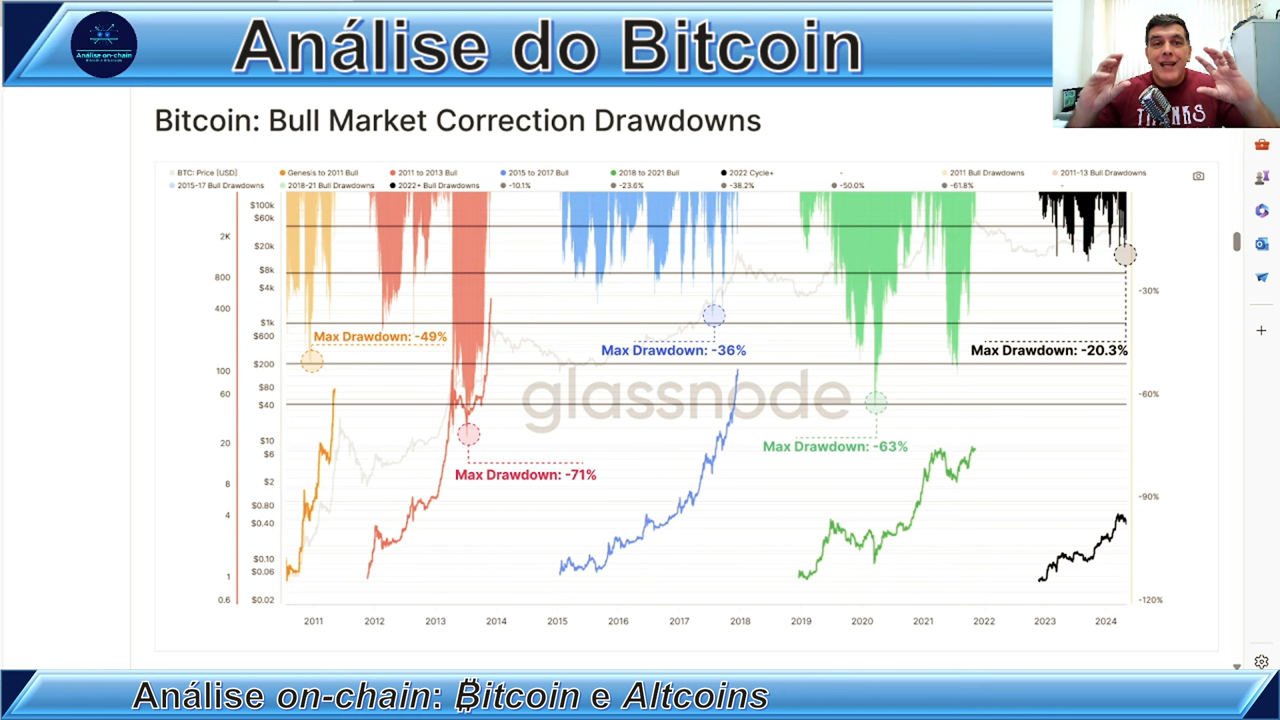 Análise do Bitcoin
Análise on-chain
THANKS
Bitcoin: Bull Market Correction Drawdowns
BTC: Price [USD] Genesis to 2011 Bull 2011 to 2013 Bull 2015 to 2017 Bull 2018 to 2021 Bull 2022 Cycle+ - 2011 Bull Drawdowns 2011-13 Bull Drawdowns
2015-17 Bull Drawdowns 2018-21 Bull Drawdowns 2022+ Bull Drawdowns -10.1% -23.6% -38.2% -50.0% -61.8% -
2K
800
400
100
60
20
8
4
1
0.6
$100k
$60k
$20k
$8k
$4k
$1k
$600
$200
$80
$40
$10
$6
$2
$0.80
$0.40
$0.10
$0.06
$0.02
-30%
-60%
-90%
-120%
Max Drawdown: -49%
Max Drawdown: -36%
Max Drawdown: -20.3%
glassnode
Max Drawdown: -63%
Max Drawdown: -71%
2011 2012 2013 2014 2015 2016 2017 2018 2019 2020 2021 2022 2023 2024
Análise on-chain: ₿itcoin e Altcoins